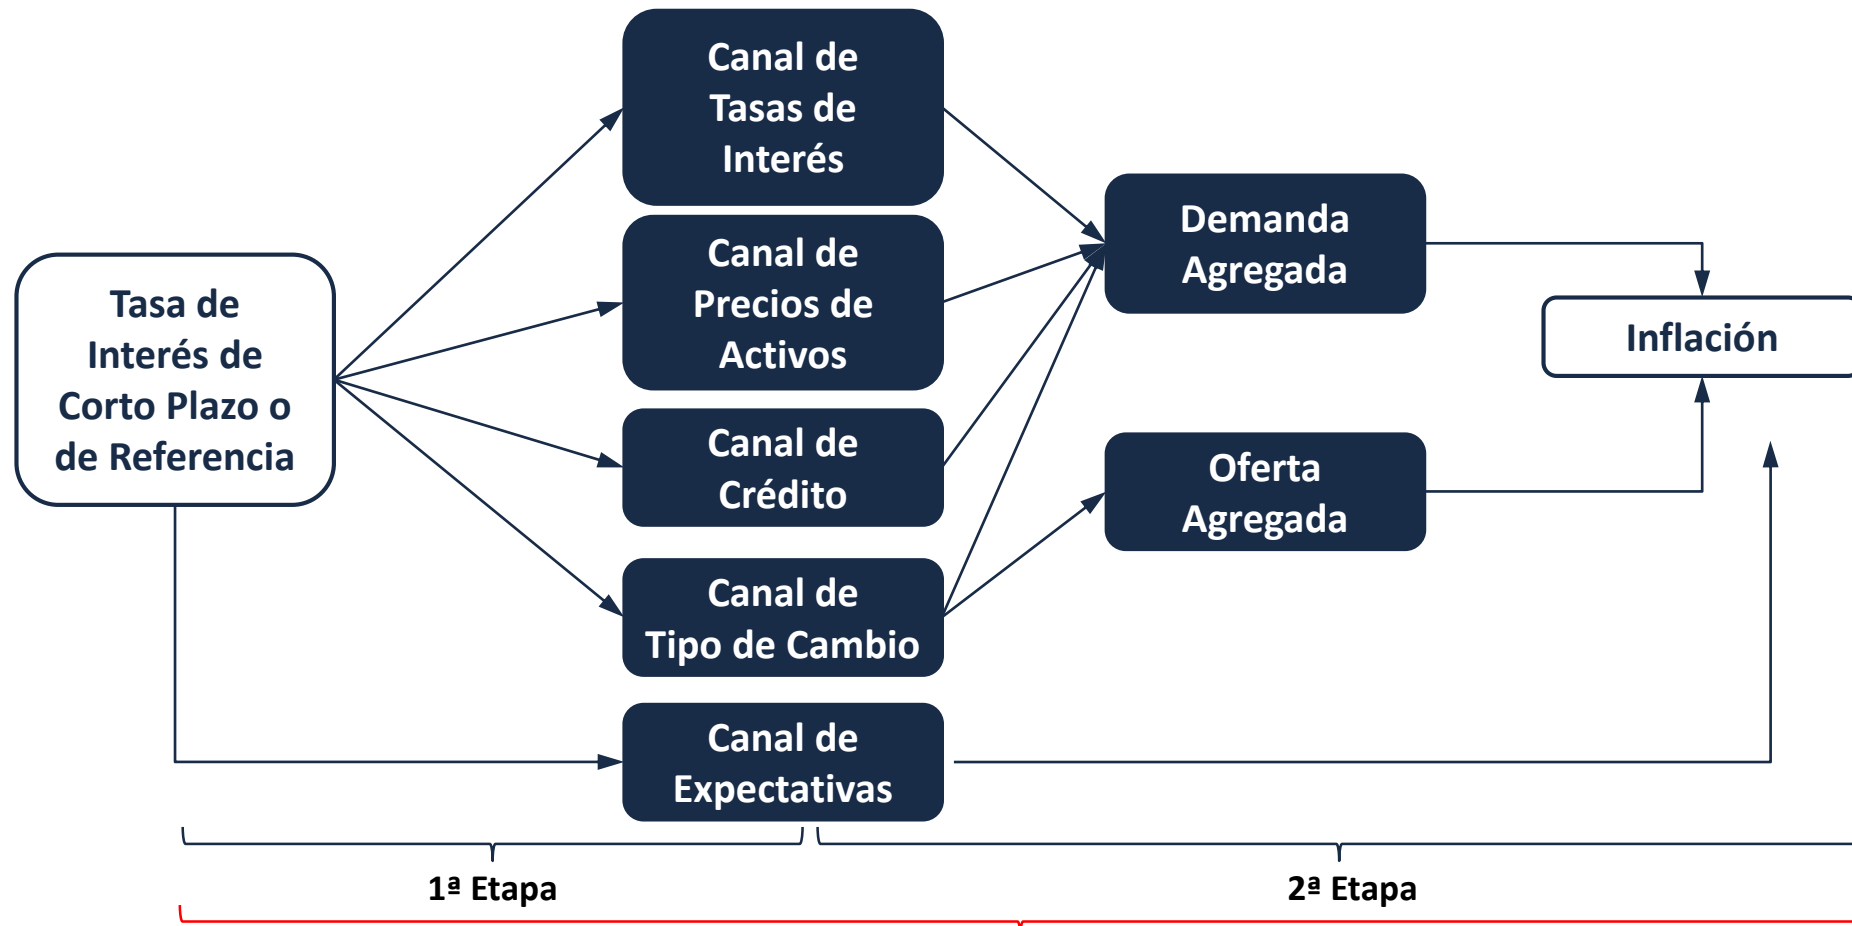 Canal de
Tasas de
Interés
Canal de
Precios de
Activos
Canal de
Crédito
Canal de
Tipo de Cambio
Canal de
Expectativas
Tasa de
Interés de
Corto Plazo o
de Referencia
Demanda
Agregada
Oferta
Agregada
Inflación
1ª Etapa
2ª Etapa